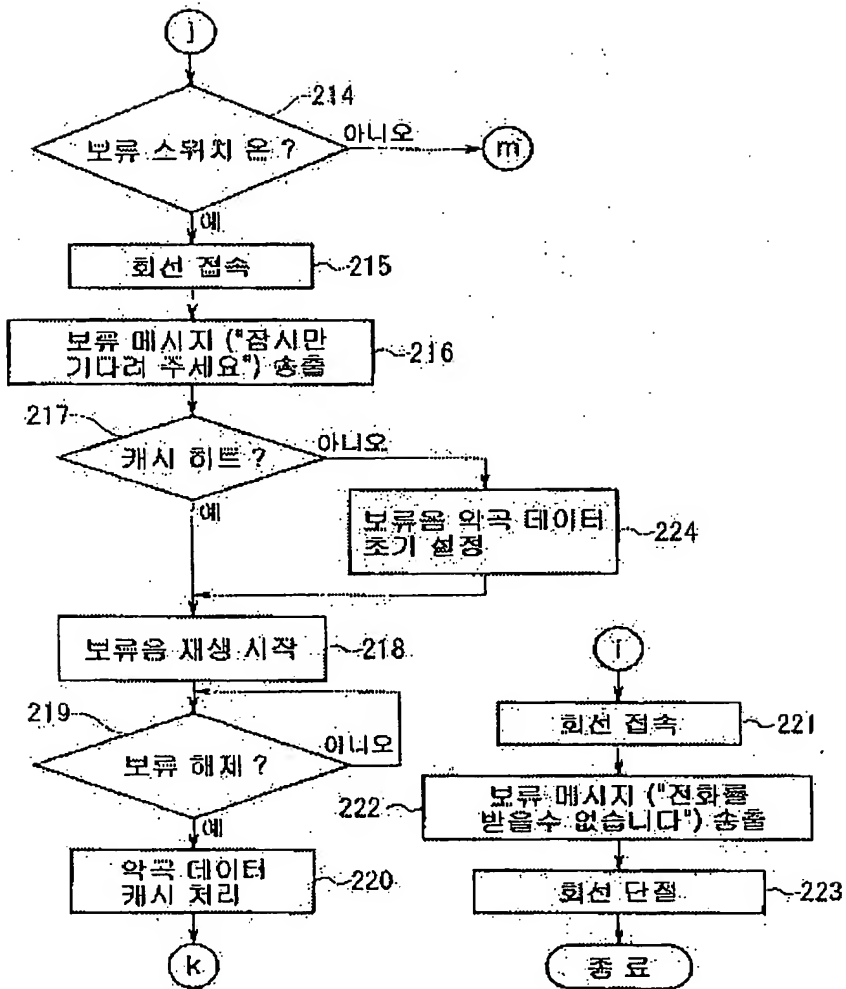 j
214
보류 스위치 온 ?
아니오
m
예
회선 접속
215
보류 메시지 ("잠시만
기다려 주세요") 송출
216
217
캐시 히트 ?
아니오
예
보류음 악곡 데이터
초기 설정
224
보류음 재생 시작
218
219
보류 해제 ?
아니오
예
악곡 데이터
캐시 처리
220
k
회선 접속
221
222
보류 메시지 ("전화를
받을수 없습니다") 송출
회선 단절
223
종료